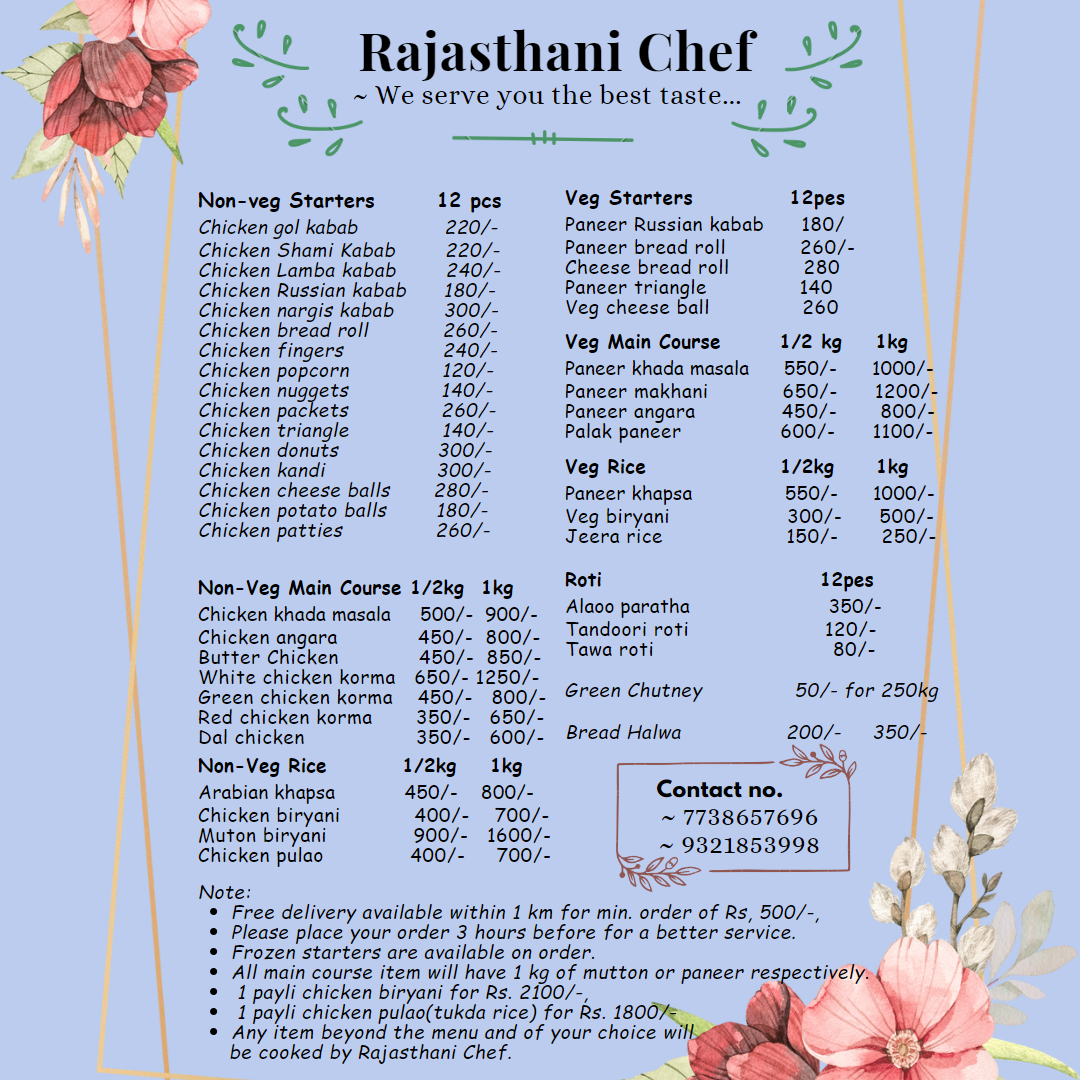 Rajasthani Chef
~ We serve you the best taste...
Non-veg Starters 12 pcs
Chicken gol kabab 220/-
Chicken Shami Kabab 220/-
Chicken Lamba kabab 240/-
Chicken Russian kabab 180/-
Chicken nargis kabab 300/-
Chicken bread roll 260/-
Chicken fingers 240/-
Chicken popcorn 120/-
Chicken nuggets 140/-
Chicken packets 260/-
Chicken triangle 140/-
Chicken donuts 300/-
Chicken kandi 300/-
Chicken cheese balls 280/-
Chicken potato balls 180/-
Chicken patties 260/-
Non-Veg Main Course 1/2kg 1kg
Chicken khada masala 500/- 900/-
Chicken angara 450/- 800/-
Butter Chicken 450/- 850/-
White chicken korma 650/- 1250/-
Green chicken korma 450/- 800/-
Red chicken korma 350/- 650/-
Dal chicken 350/- 600/-
Non-Veg Rice 1/2kg 1kg
Arabian khapsa 450/- 800/-
Chicken biryani 400/- 700/-
Muton biryani 900/- 1600/-
Chicken pulao 400/- 700/-
Veg Starters 12pes
Paneer Russian kabab 180/
Paneer bread roll 260/-
Cheese bread roll 280
Paneer triangle 140
Veg cheese ball 260
Veg Main Course 1/2 kg 1kg
Paneer khada masala 550/- 1000/-
Paneer makhani 650/- 1200/-
Paneer angara 450/- 800/-
Palak paneer 600/- 1100/-
Veg Rice 1/2kg 1kg
Paneer khapsa 550/- 1000/-
Veg biryani 300/- 500/-
Jeera rice 150/- 250/-
Roti 12pes
Alaoo paratha 350/-
Tandoori roti 120/-
Tawa roti 80/-
Green Chutney 50/- for 250kg
Bread Halwa 200/- 350/-
Contact no.
~ 7738657696
~ 9321853998
Note:
• Free delivery available within 1 km for min. order of Rs, 500/-,
• Please place your order 3 hours before for a better service.
• Frozen starters are available on order.
• All main course item will have 1 kg of mutton or paneer respectively.
• 1 payli chicken biryani for Rs. 2100/-,
• 1 payli chicken pulao(tukda rice) for Rs. 1800/-
• Any item beyond the menu and of your choice will
be cooked by Rajasthani Chef.